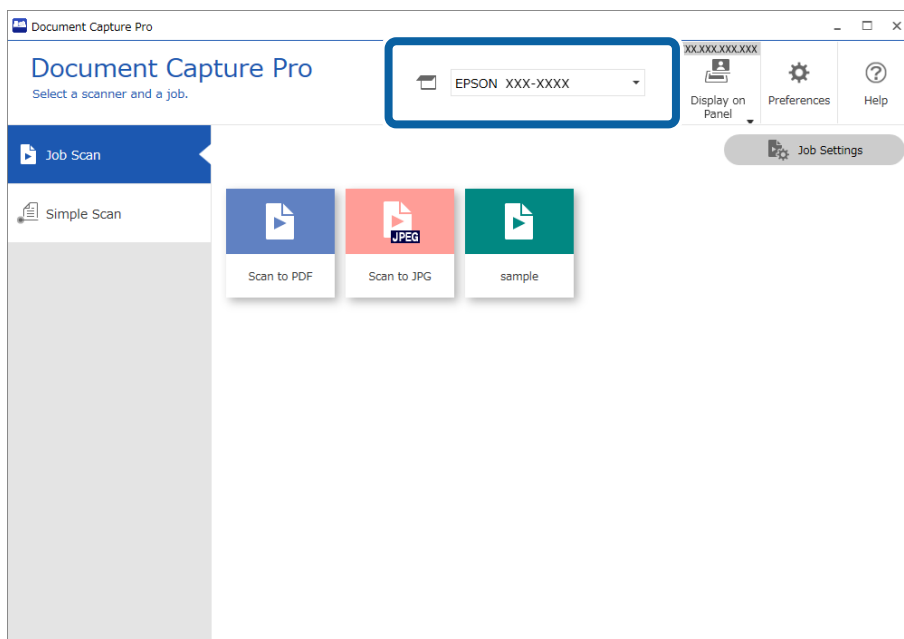 Document Capture Pro
Document Capture Pro
Select a scanner and a job.
EPSON XXX-XXXX
XX.XXX.XXX.XXX
Display on
Panel
Preferences
Help
Job Scan
Job Settings
Simple Scan
JPEG
Scan to PDF
Scan to JPG
sample